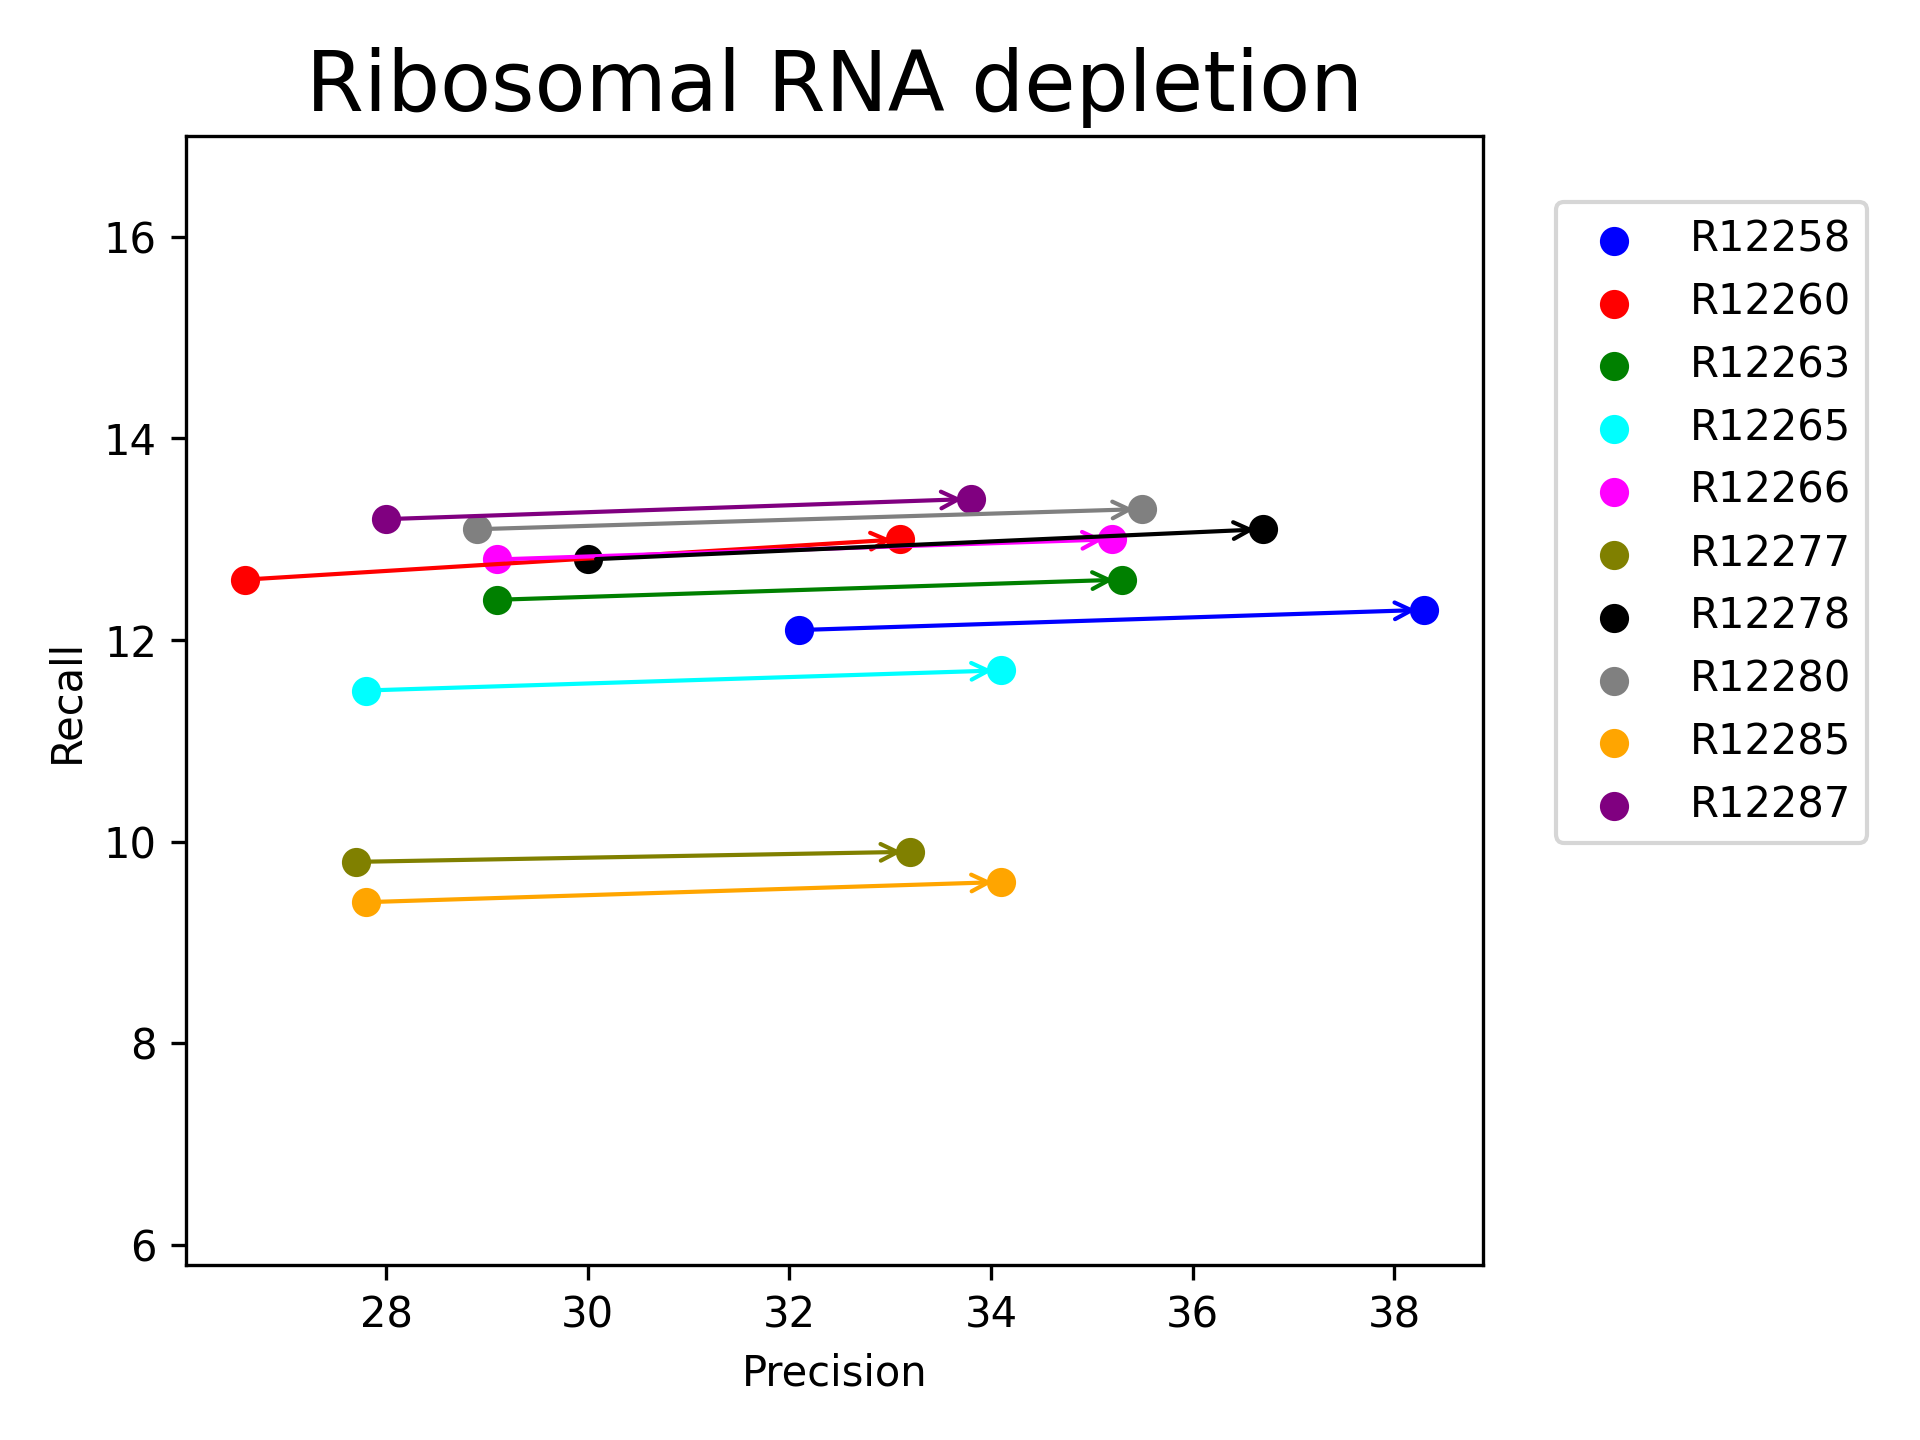 Ribosomal RNA depletion
16
14
12
10
8
6
Recall
28 30 32 34 36 38
Precision
R12258
R12260
R12263
R12265
R12266
R12277
R12278
R12280
R12285
R12287